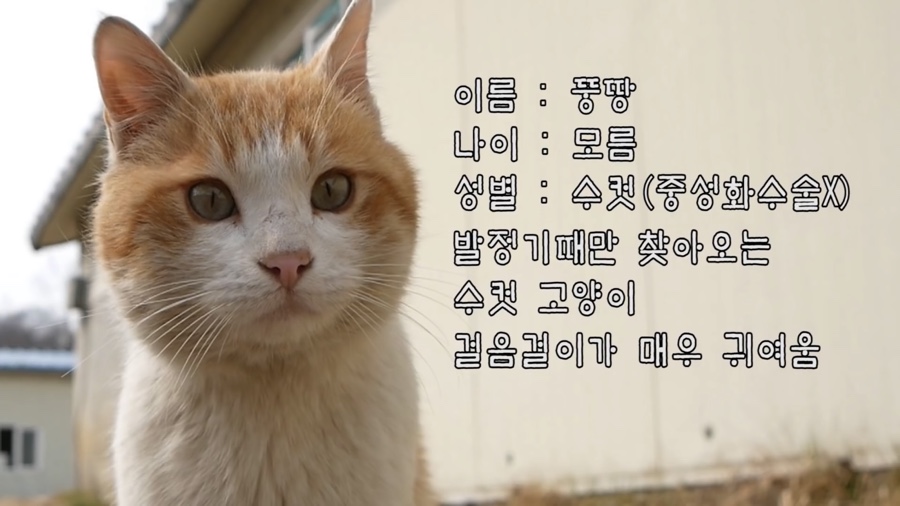 이름 : 뚱땅
나이 : 모름
성별 : 수컷(중성화수술X)
발정기때만 찾아오는
수컷 고양이
걸음걸이가 매우 귀여움